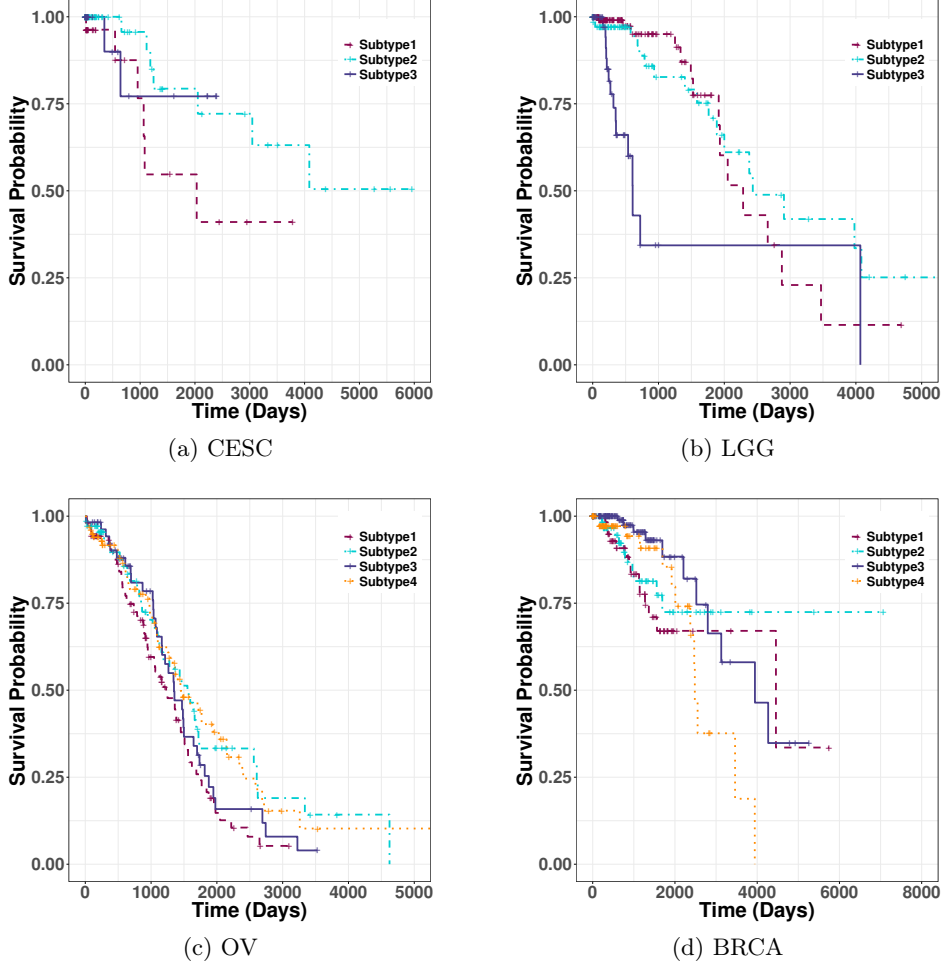 1.00
0.75
0.50
0.25
0.00
Survival Probability
Subtype1
Subtype2
Subtype3
0 1000 2000 3000 4000 5000 6000
Time (Days)
(a) CESC
1.00
0.75
0.50
0.25
0.00
Survival Probability
Subtype1
Subtype2
Subtype3
0 1000 2000 3000 4000 5000
Time (Days)
(b) LGG
1.00
0.75
0.50
0.25
0.00
Survival Probability
Subtype1
Subtype2
Subtype3
Subtype4
0 1000 2000 3000 4000 5000
Time (Days)
(c) OV
1.00
0.75
0.50
0.25
0.00
Survival Probability
Subtype1
Subtype2
Subtype3
Subtype4
0 2000 4000 6000 8000
Time (Days)
(d) BRCA